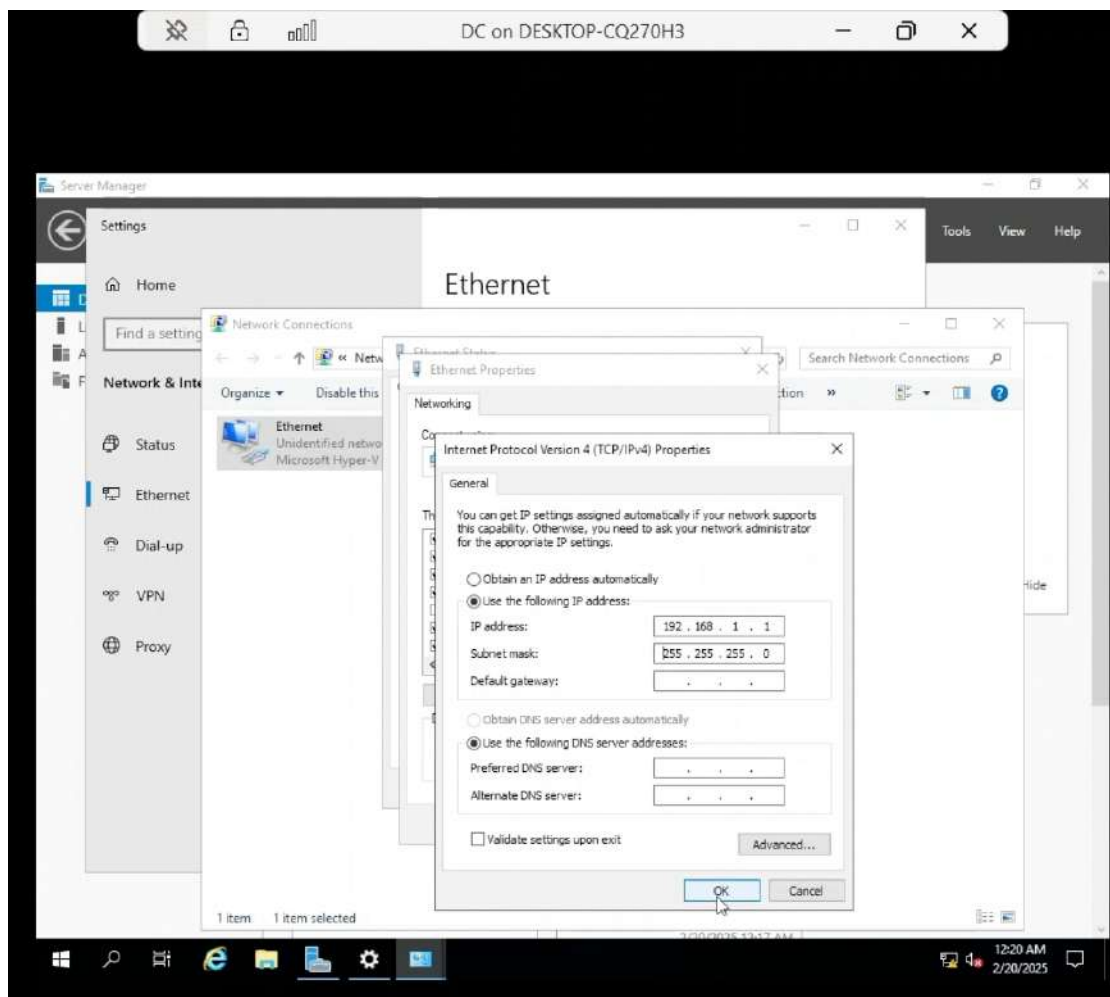 DC on DESKTOP-CQ270H3
Server Manager
Settings
Tools View Help
Home
Ethernet
Find a setting
Network Connections
Search Network Connections
Ethernet Status
Ethernet Properties
Network & Inte
Organize Disable this
Networking
Ethernet
Unidentified netwo
Microsoft Hyper-V
Internet Protocol Version 4 (TCP/IPv4) Properties
General
You can get IP settings assigned automatically if your network supports
this capability. Otherwise, you need to ask your network administrator
for the appropriate IP settings.
Obtain an IP address automatically
Use the following IP address:
IP address: 192 . 168 . 1 . 1
Subnet mask: 255 . 255 . 255 . 0
Default gateway: . . .
Obtain DNS server address automatically
Use the following DNS server addresses:
Preferred DNS server: . . .
Alternate DNS server: . . .
Validate settings upon exit
Advanced...
OK Cancel
Status
Ethernet
Dial-up
VPN
Proxy
Hide
1 item 1 item selected
12:20 AM
2/20/2025